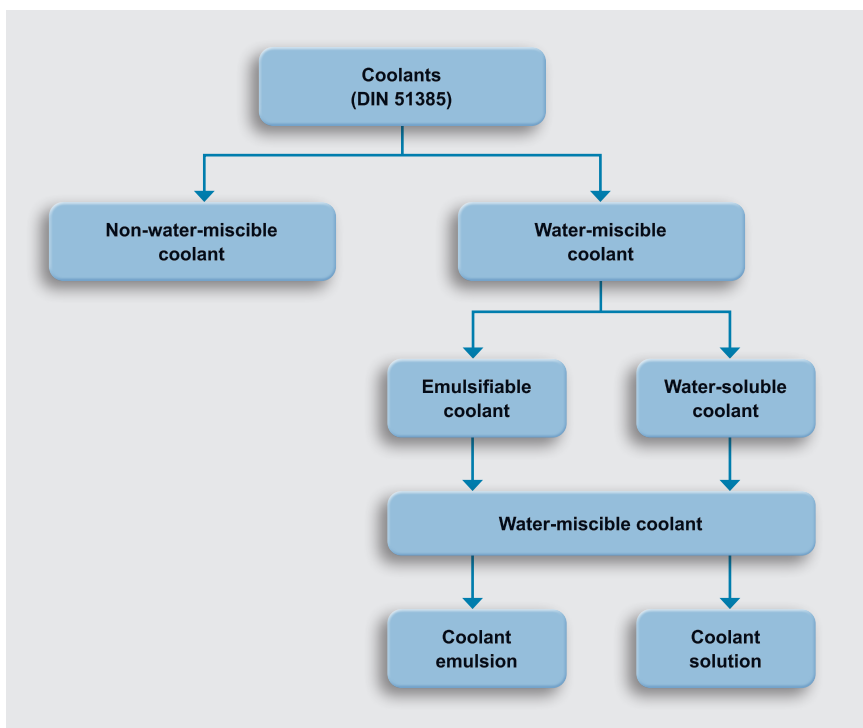 Coolants
(DIN 51385)
Non-water-miscible
coolant
Water-miscible
coolant
Emulsifiable
coolant
Water-soluble
coolant
Water-miscible coolant
Coolant
emulsion
Coolant
solution